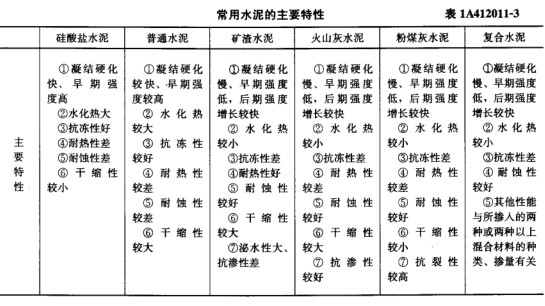 常用水泥的主要特性 表 1A412011-3
硅酸盐水泥 普通水泥 矿渣水泥 火山灰水泥 粉煤灰水泥 复合水泥
主
要
特
性
①凝结硬化
快、早期强
度高
②水化热大
③抗冻性好
④耐热性差
⑤耐蚀性差
⑥干缩性
较小
①凝结硬化
较快、早期强
度较高
②水化热
较大
③抗冻性
较好
④耐热性
较差
⑤耐蚀性
较差
⑥干缩性
较大
①凝结硬化
慢、早期强度
低，后期强度
增长较快
②水化热
较小
③抗冻性差
④耐热性好
⑤耐蚀性
较好
⑥干缩性
较大
⑦泌水性大、
抗渗性差
①凝结硬化
慢、早期强度
低，后期强度
增长较快
②水化热
较小
③抗冻性差
④耐热性
较差
⑤耐蚀性
较好
⑥干缩性
较大
⑦抗渗性
较好
①凝结硬化
慢、早期强度
低，后期强度
增长较快
②水化热
较小
③抗冻性差
④耐热性
较差
⑤耐蚀性
较好
⑥干缩性
较小
⑦抗裂性
较高
①凝结硬化
慢、早期强度
低，后期强度
增长较快
②水化热
较小
③抗冻性差
④耐蚀性
较好
⑤其他性能
与所掺入的两
种或两种以上
混合材料的种
类、掺量有关